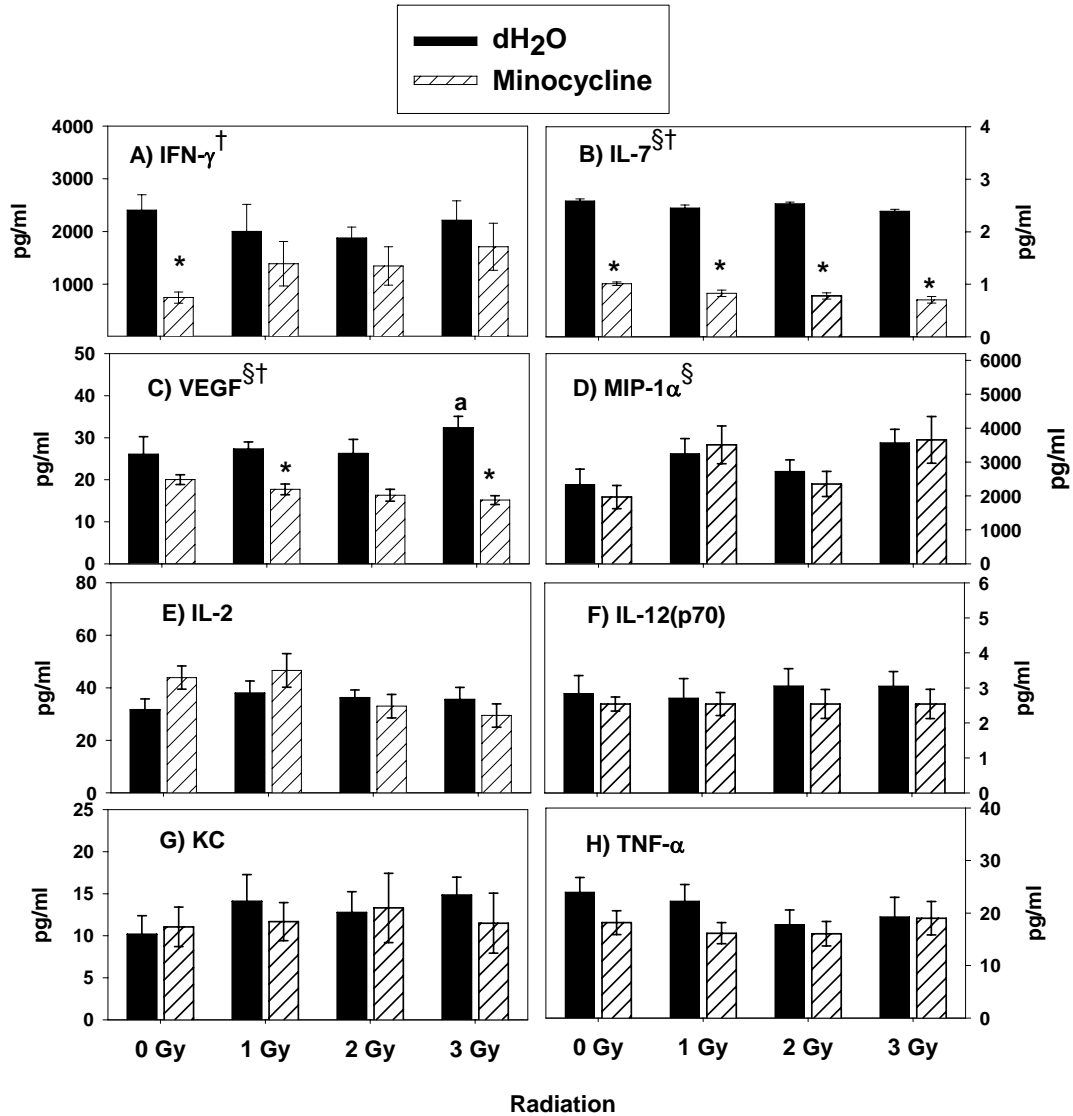 dH₂O
Minocycline
4000
3000
2000
1000
pg/ml
A) IFN-γ†
*
B) IL-7§†
* * * *
4
3
2
1
0
pg/ml
50
40
30
20
10
0
pg/ml
C) VEGF§†
a
* *
D) MIP-1α§
6000
5000
4000
3000
2000
1000
0
pg/ml
80
60
40
20
0
pg/ml
E) IL-2
F) IL-12(p70)
6
5
4
3
2
1
0
pg/ml
25
20
15
10
5
0
pg/ml
G) KC
H) TNF-α
40
30
20
10
0
pg/ml
0 Gy 1 Gy 2 Gy 3 Gy 0 Gy 1 Gy 2 Gy 3 Gy
Radiation